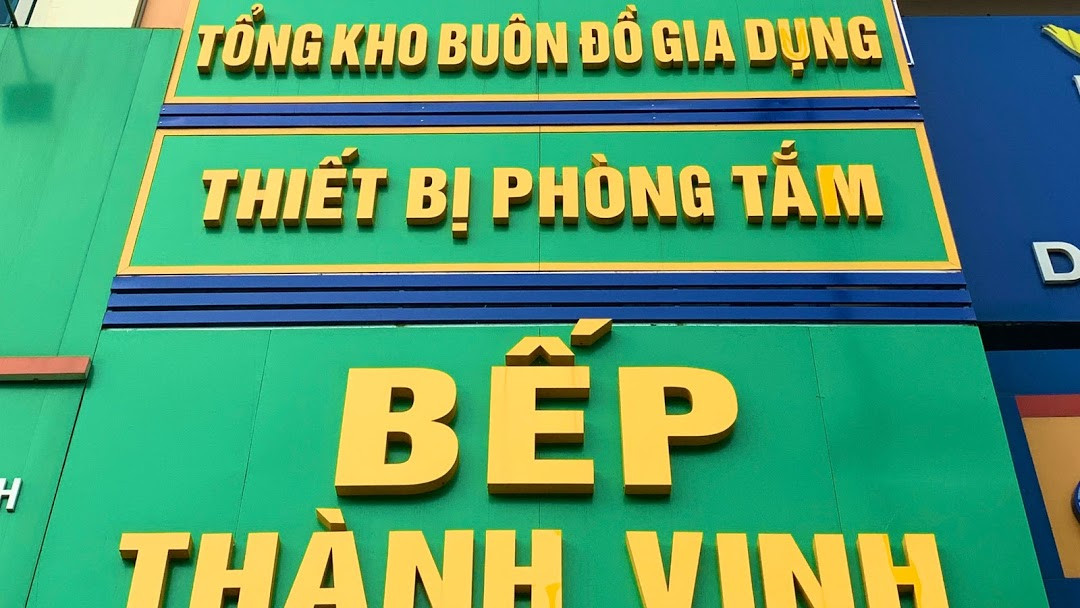 TỔNG KHO BUÔN ĐỒ GIA DỤNG
THIẾT BỊ PHÒNG TẮM
BẾP
THÀNH VINH